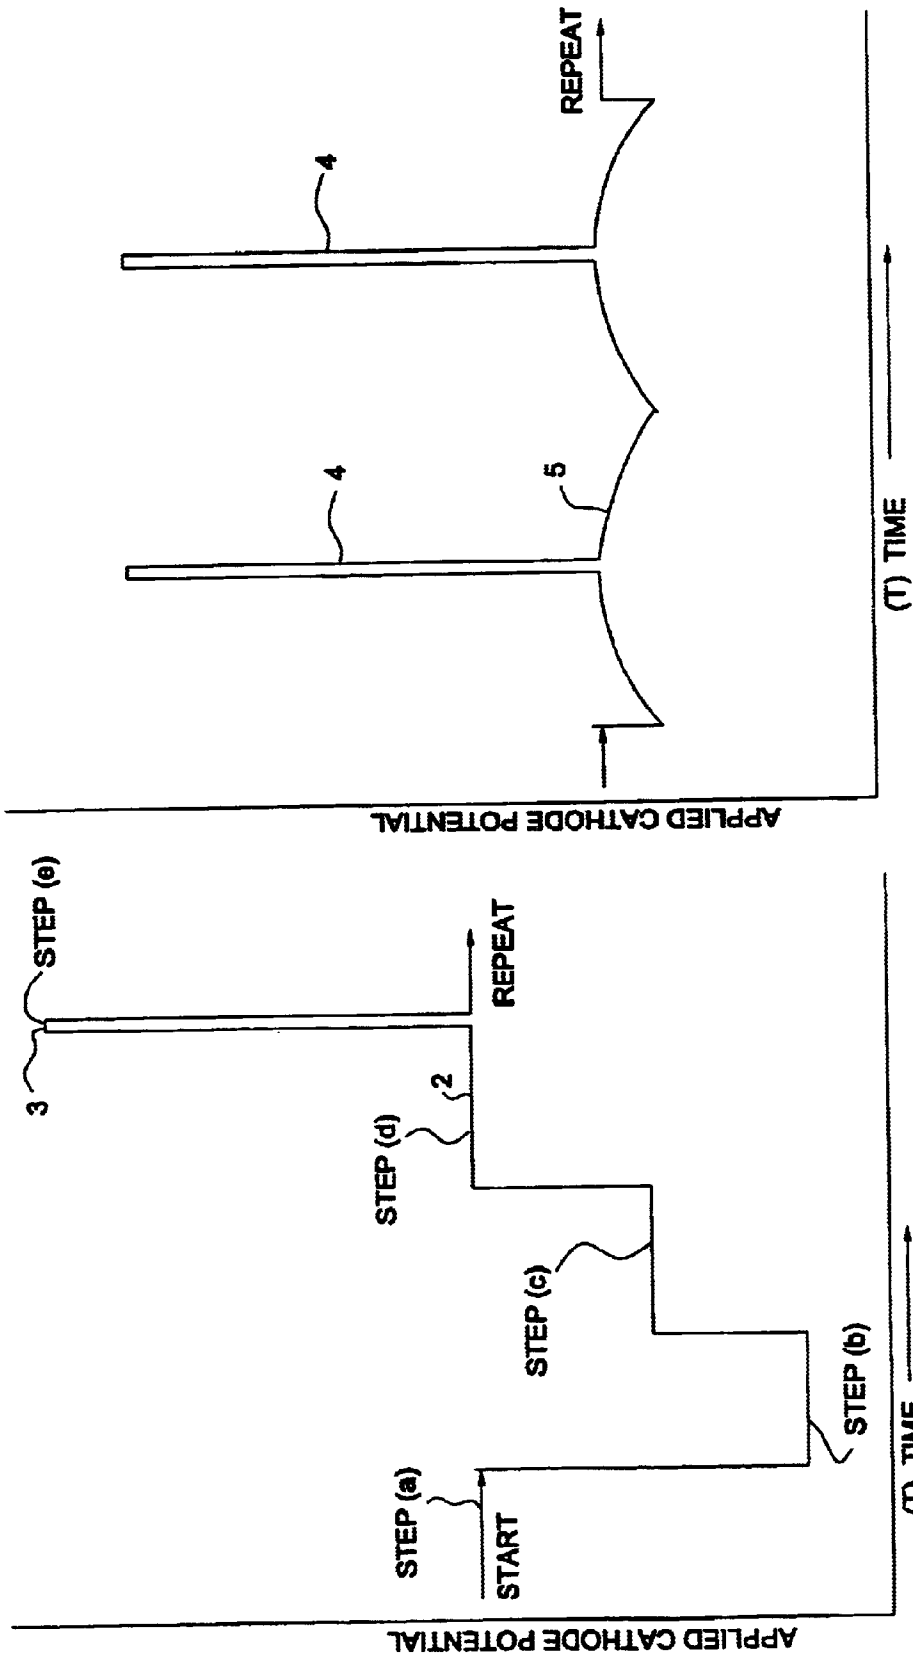 APPLIED CATHODE POTENTIAL
STEP (a)
START
STEP (b)
STEP (c)
STEP (d)
2
3
STEP (e)
REPEAT
(T) TIME
APPLIED CATHODE POTENTIAL
4
5
4
REPEAT
(T) TIME